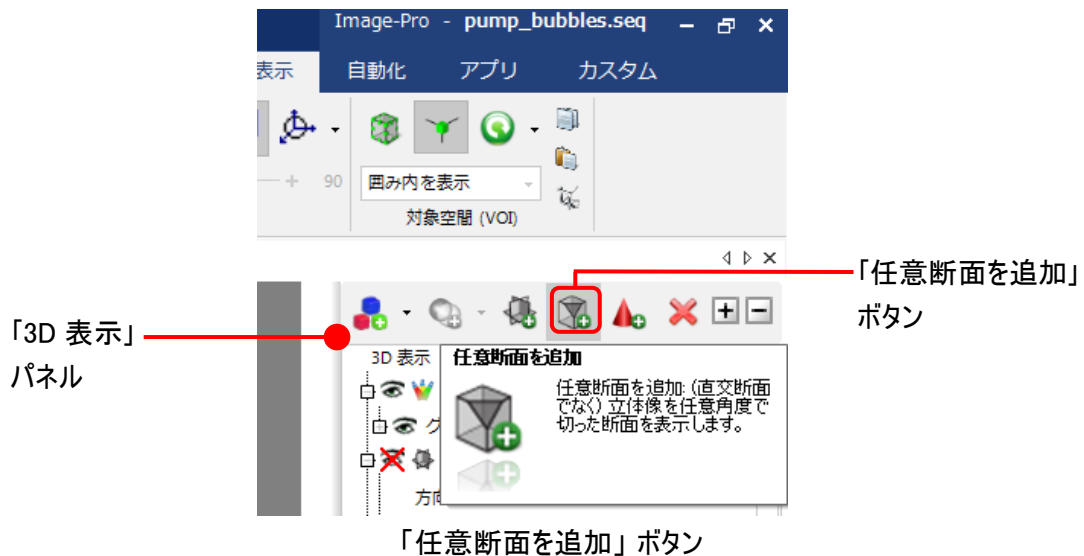 Image-Pro - pump_bubbles.seq
表示 自動化 アプリ カスタム
90 囲み内を表示
対象空間 (VOI)
「任意断面を追加」
ボタン
「3D 表示」
パネル
3D 表示
任意断面を追加
任意断面を追加: (直交断面
でなく) 立体像を任意角度で
切った断面を表示します。
グ
方向
「任意断面を追加」 ボタン